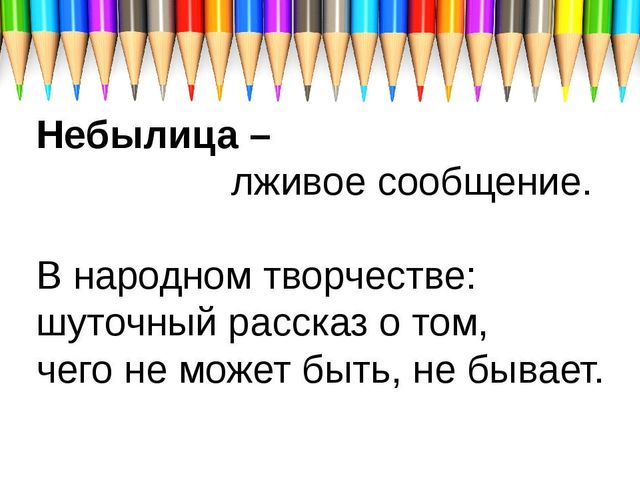 Небылица –
лживое сообщение.
В народном творчестве:
шуточный рассказ о том,
чего не может быть, не бывает.